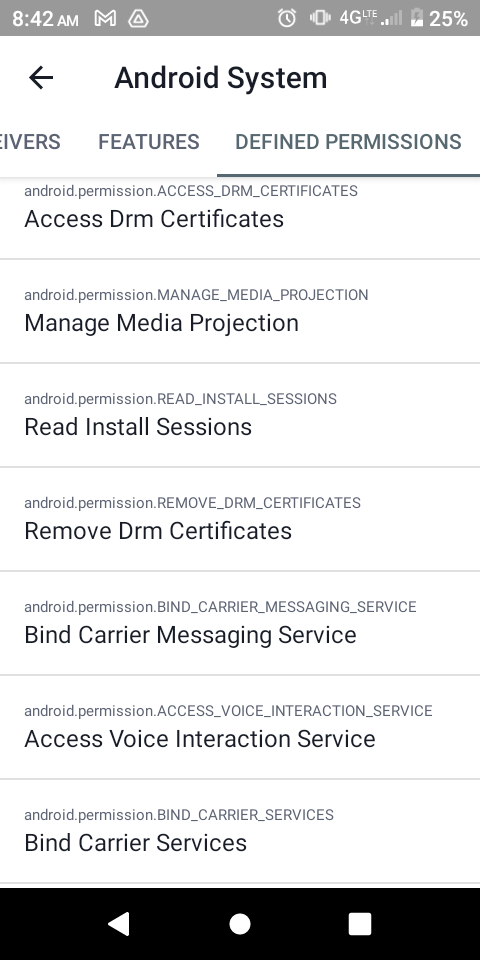 8:42 AM 4G LTE 25%
Android System
EIVERS FEATURES DEFINED PERMISSIONS
android.permission.ACCESS_DRM_CERTIFICATES
Access Drm Certificates
android.permission.MANAGE_MEDIA_PROJECTION
Manage Media Projection
android.permission.READ_INSTALL_SESSIONS
Read Install Sessions
android.permission.REMOVE_DRM_CERTIFICATES
Remove Drm Certificates
android.permission.BIND_CARRIER_MESSAGING_SERVICE
Bind Carrier Messaging Service
android.permission.ACCESS_VOICE_INTERACTION_SERVICE
Access Voice Interaction Service
android.permission.BIND_CARRIER_SERVICES
Bind Carrier Services